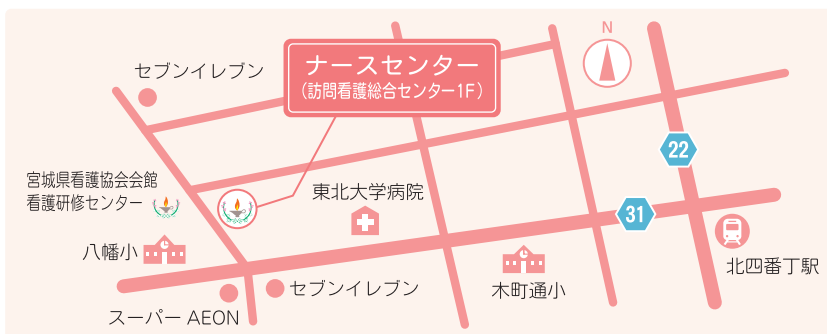 N
セブンイレブン
ナースセンター
（訪問看護総合センター1F）
22
宮城県看護協会会館
看護研修センター
東北大学病院
31
八幡小
北四番丁駅
セブンイレブン
木町通小
スーパー AEON